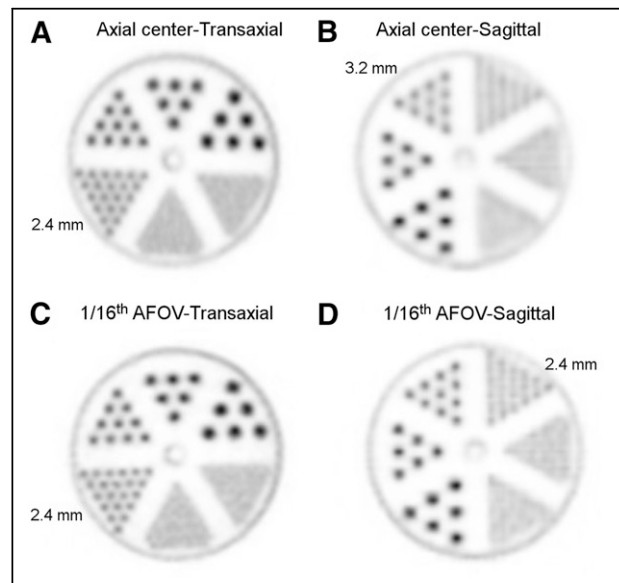 A Axial center-Transaxial
B Axial center-Sagittal
3.2 mm
2.4 mm
C 1/16th AFOV-Transaxial
D 1/16th AFOV-Sagittal
2.4 mm
2.4 mm